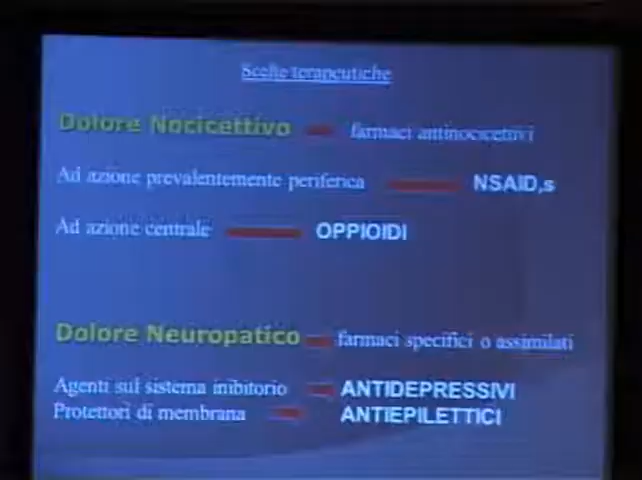 Scelte terapeutiche
Dolore Nocicettivo farmaci antinocicettivi
Ad azione prevalentemente periferica NSAID,s
Ad azione centrale OPPIOIDI
Dolore Neuropatico farmaci specifici o assimilati
Agenti sul sistema inibitorio ANTIDEPRESSIVI
Protettori di membrana ANTIEPILETTICI